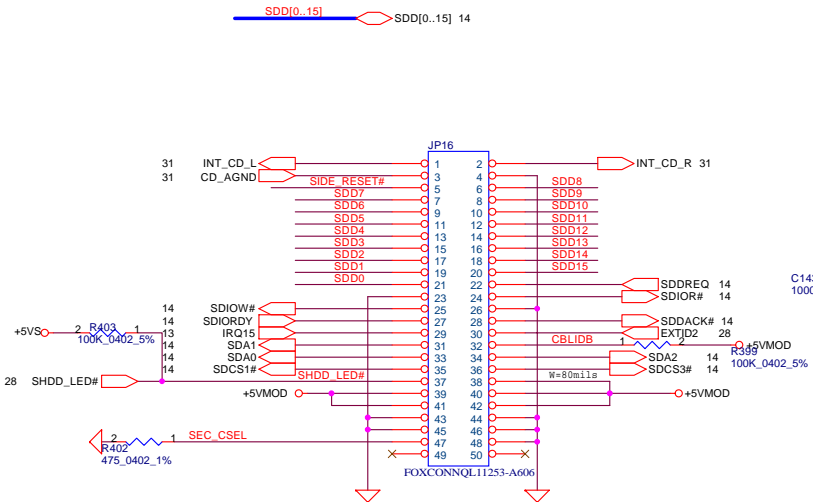 SDD[0..15] SDD[0..15] 14
JP16
31 INT_CD_L 1 2 INT_CD_R 31
31 CD_AGND 3 4
SIDE_RESET# 5 6 SDD8
SDD7 7 8 SDD9
SDD6 9 10 SDD10
SDD5 11 12 SDD11
SDD4 13 14 SDD12
SDD3 15 16 SDD13
SDD2 17 18 SDD14
SDD1 19 20 SDD15
SDD0 21 22 SDDREQ 14
23 24 SDIOR# 14
14 SDIOW# 25 26
14 SDIORDY 27 28 SDDACK# 14
13 IRQ15 29 30 EXTID2 28
14 SDA1 31 32 CBLIDB 1 2 +5VMOD
R399
100K_0402_5%
14 SDA0 33 34 SDA2 14
14 SDCS1# 35 36 SDCS3# 14
+5VS 2 R403 1
100K_0402_5%
28 SHDD_LED# SHDD_LED# 37 38 W=80mils
+5VMOD 39 40 +5VMOD
41 42
43 44
45 46
2 1 SEC_CSEL 47 48
R402
475_0402_1%
49 50
FOXCONNQL11253-A606